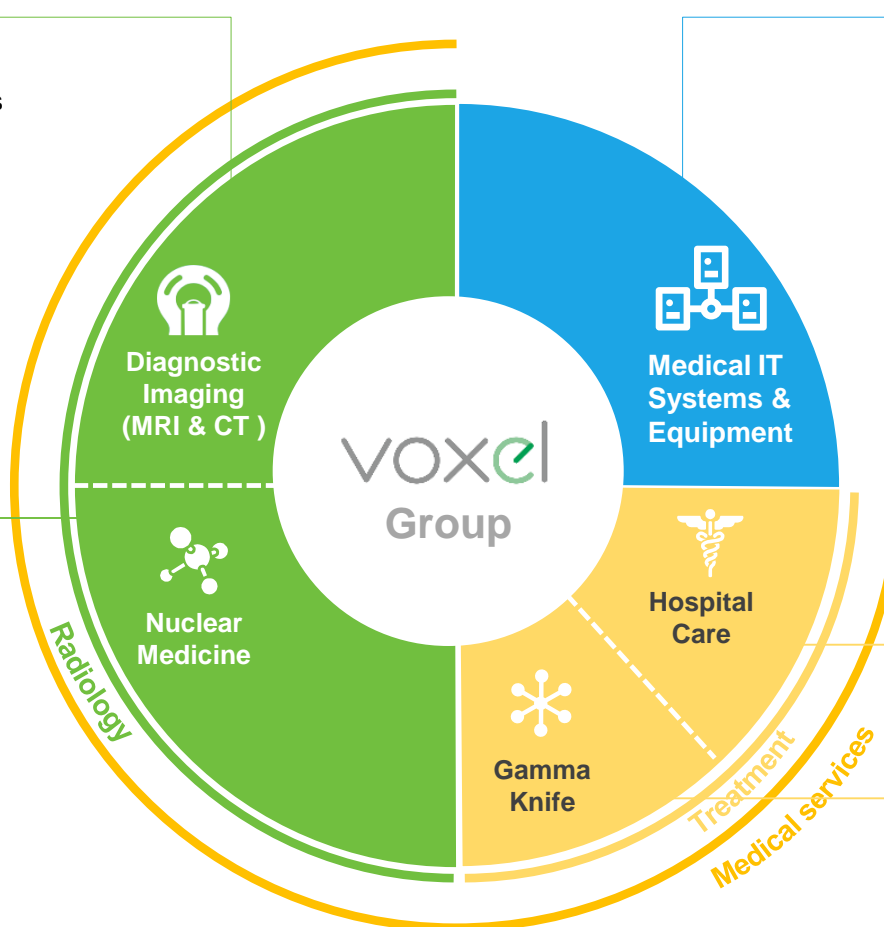 s
Diagnostic
Imaging
(MRI & CT )
Medical IT
Systems &
Equipment
voxel
Group
Nuclear
Medicine
Hospital
Care
Gamma
Knife
Radiology
Treatment
Medical services